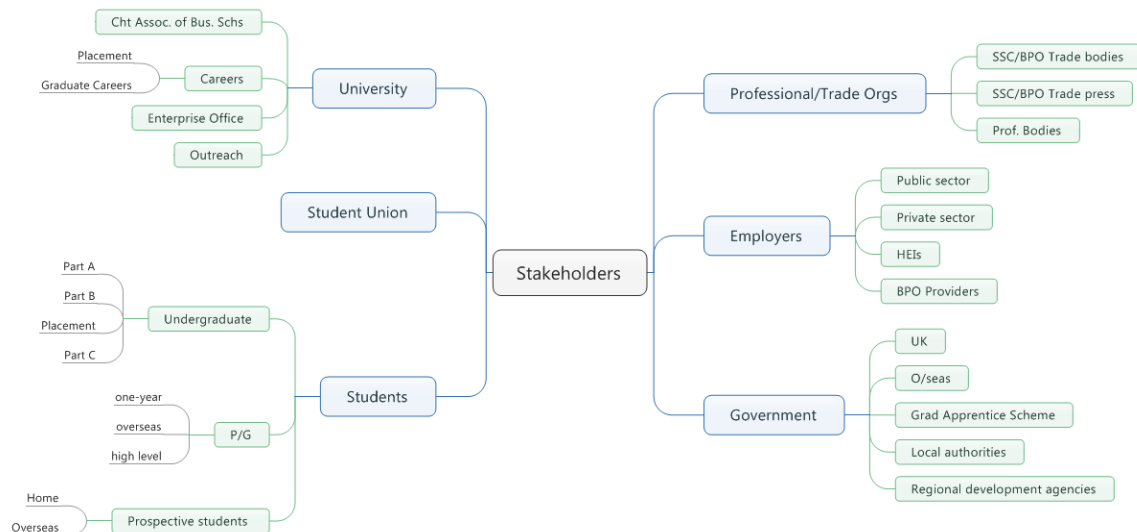 Stakeholders
University
Cht Assoc. of Bus. Schs
Careers
Placement
Graduate Careers
Enterprise Office
Outreach
Student Union
Students
Undergraduate
Part A
Part B
Placement
Part C
P/G
one-year
overseas
high level
Prospective students
Home
Overseas
Professional/Trade Orgs
SSC/BPO Trade bodies
SSC/BPO Trade press
Prof. Bodies
Employers
Public sector
Private sector
HEIs
BPO Providers
Government
UK
O/seas
Grad Apprentice Scheme
Local authorities
Regional development agencies